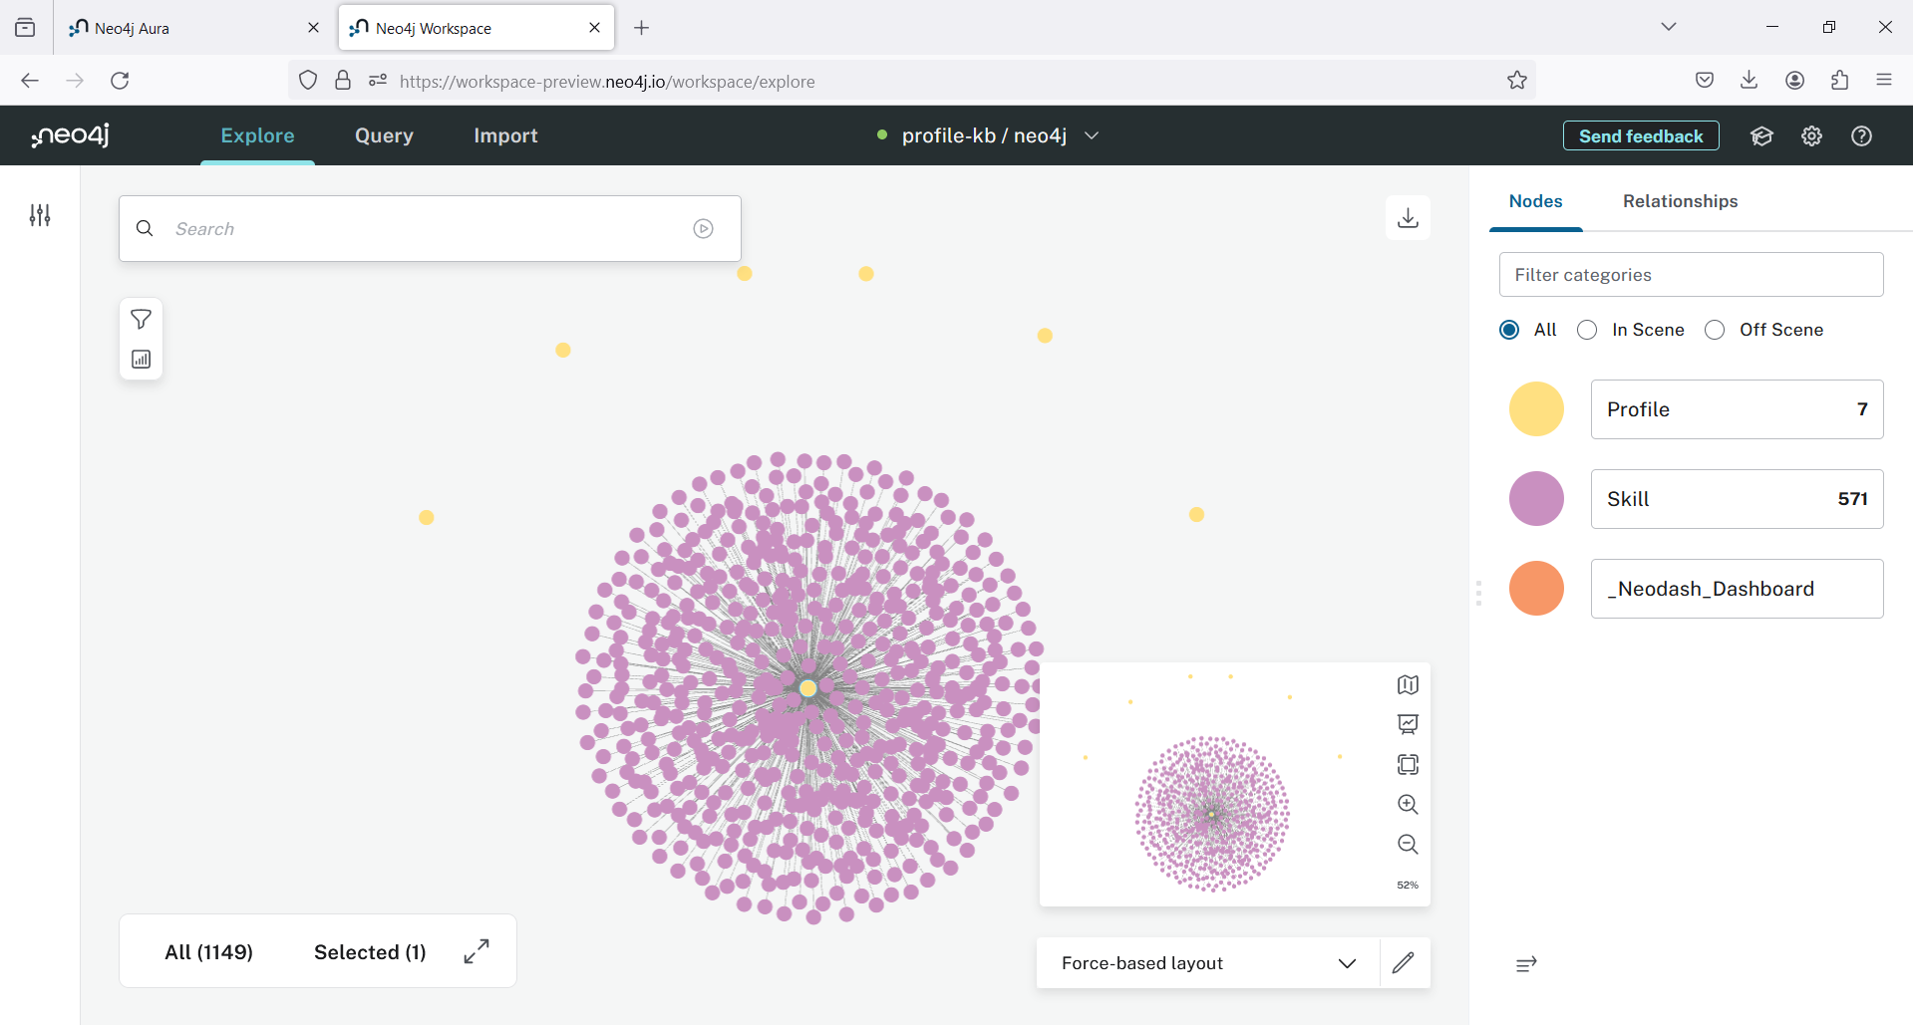 Neo4j Aura
Neo4j Workspace
https://workspace-preview.neo4j.io/workspace/explore
neo4j
Explore
Query
Import
profile-kb / neo4j
Send feedback
Search
Nodes
Relationships
Filter categories
All
In Scene
Off Scene
Profile 7
Skill 571
_Neodash_Dashboard
52%
All (1149)
Selected (1)
Force-based layout